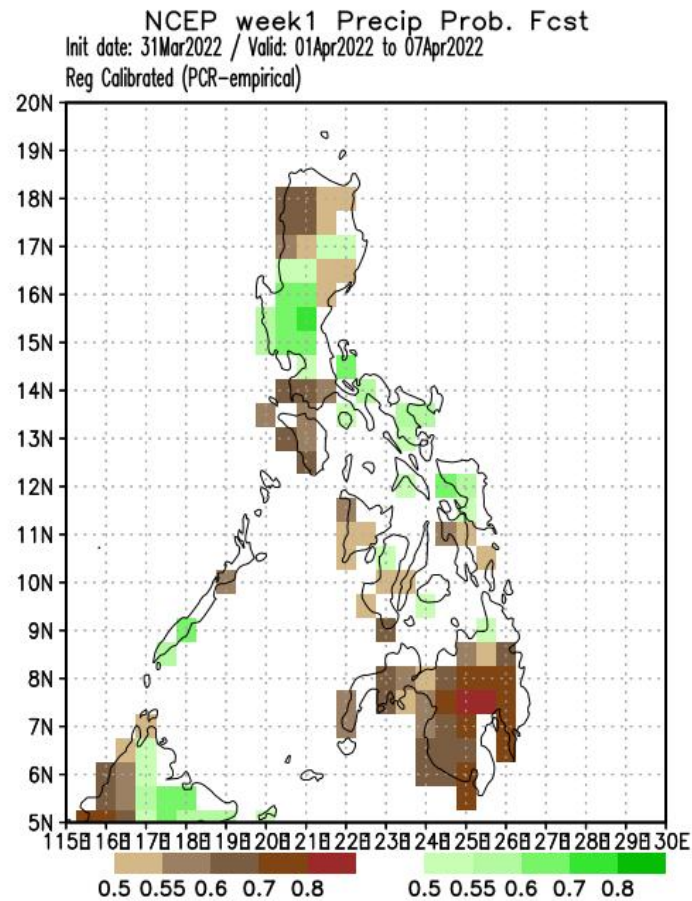 NCEP week1 Precip Prob. Fcst
Init date: 31Mar2022 / Valid: 01Apr2022 to 07Apr2022
Reg Calibrated (PCR-empirical)
20N
19N
18N
17N
16N
15N
14N
13N
12N
11N
10N
9N
8N
7N
6N
5N
115E 116E 117E 118E 119E 120E 121E 122E 123E 124E 125E 126E 127E 128E 129E 130E
0.5 0.55 0.6 0.7 0.8 0.5 0.55 0.6 0.7 0.8